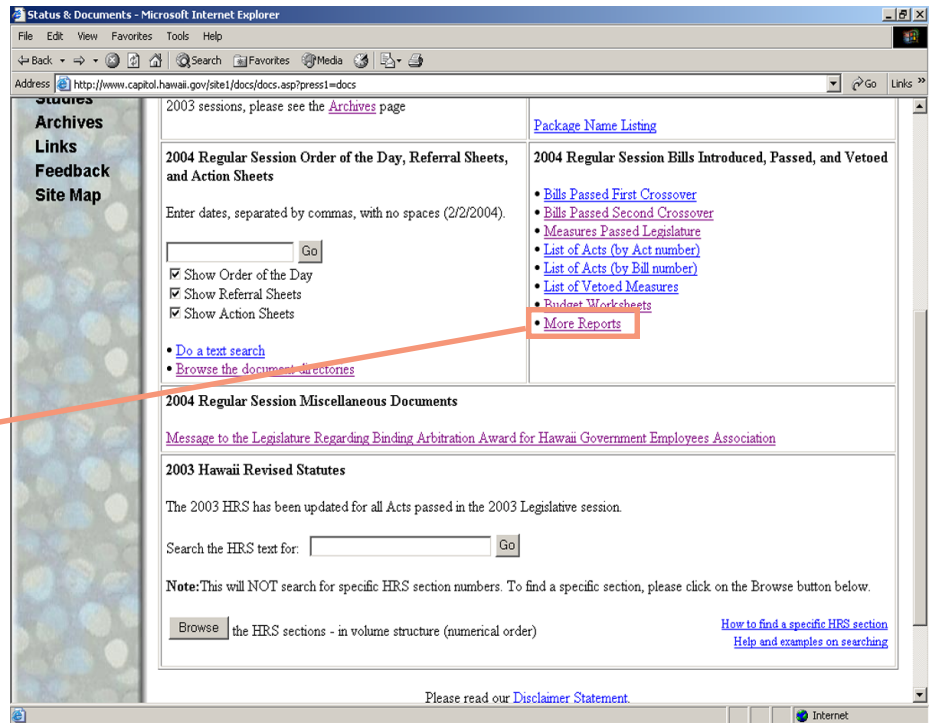 Status & Documents - Microsoft Internet Explorer
File Edit View Favorites Tools Help
Back Search Favorites Media
Address http://www.capitol.hawaii.gov/site1/docs/docs.asp?press1=docs Go Links »
Studies
Archives
Links
Feedback
Site Map
2003 sessions, please see the Archives page
Package Name Listing
2004 Regular Session Order of the Day, Referral Sheets,
and Action Sheets
Enter dates, separated by commas, with no spaces (2/2/2004).
Go
Show Order of the Day
Show Referral Sheets
Show Action Sheets
• Do a text search
• Browse the document directories
2004 Regular Session Bills Introduced, Passed, and Vetoed
• Bills Passed First Crossover
• Bills Passed Second Crossover
• Measures Passed Legislature
• List of Acts (by Act number)
• List of Acts (by Bill number)
• List of Vetoed Measures
• Budget Worksheets
• More Reports
2004 Regular Session Miscellaneous Documents
Message to the Legislature Regarding Binding Arbitration Award for Hawaii Government Employees Association
2003 Hawaii Revised Statutes
The 2003 HRS has been updated for all Acts passed in the 2003 Legislative session.
Search the HRS text for: Go
Note:This will NOT search for specific HRS section numbers. To find a specific section, please click on the Browse button below.
Browse the HRS sections - in volume structure (numerical order)
How to find a specific HRS section
Help and examples on searching
Please read our Disclaimer Statement.
Internet